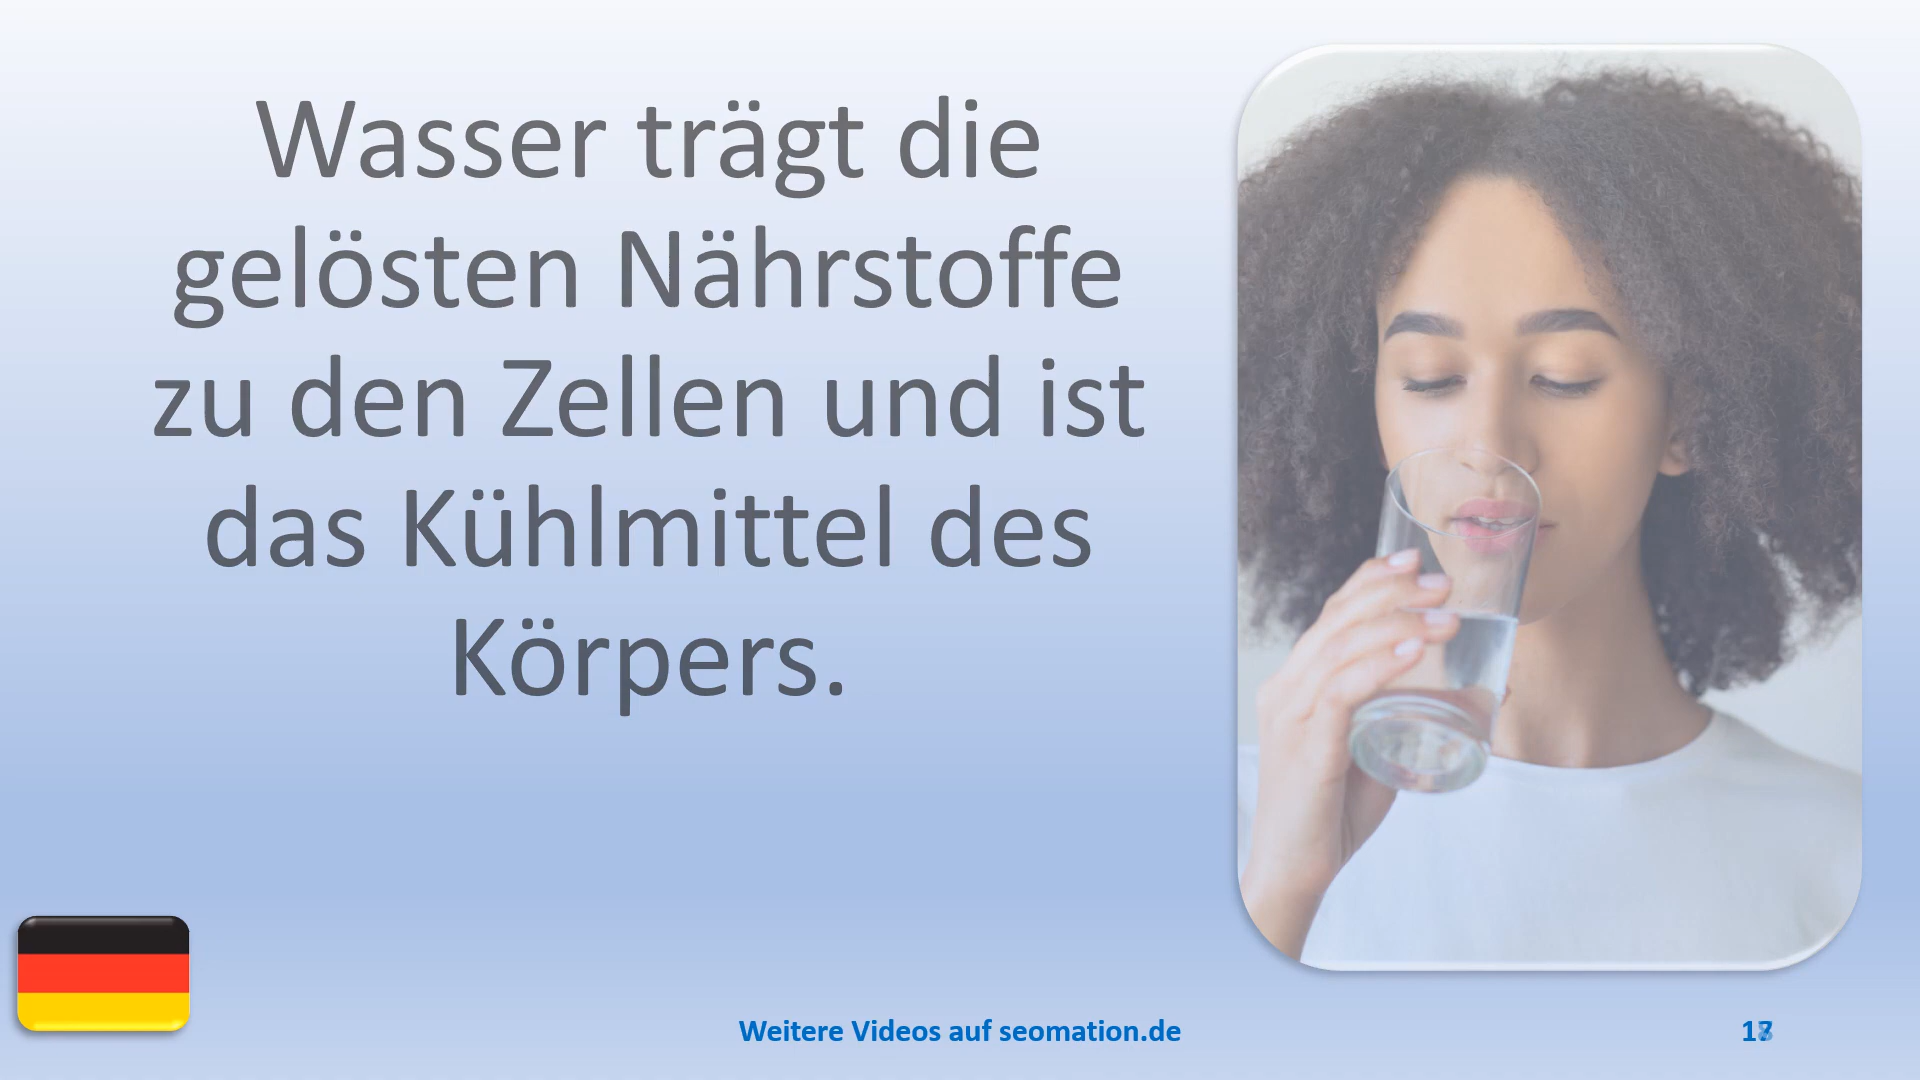 Wasser trägt die
gelösten Nährstoffe
zu den Zellen und ist
das Kühlmittel des
Körpers.
Weitere Videos auf seomation.de